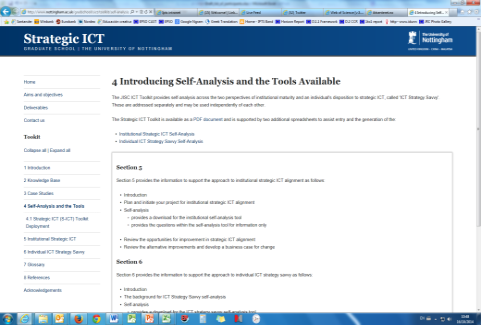 Strategic ICT
GRADUATE SCHOOL | THE UNIVERSITY OF NOTTINGHAM
The University of
Nottingham
Home
Aims and objectives
Deliverables
Contact us
Toolkit
Collapse all | Expand all
1 Introduction
2 Knowledge Base
3 Case Studies
4 Self-Analysis and the Tools
4.1 Strategic ICT (S-ICT) Toolkit
Deployment
5 Institutional Strategic ICT
6 Individual ICT Strategy Savvy
7 Glossary
8 References
Acknowledgements
4 Introducing Self-Analysis and the Tools Available
The JISC ICT Toolkit provides self-analysis across the two perspectives of institutional maturity and an individual's disposition to strategic ICT, called 'ICT Strategy Savvy'.
These are addressed separately and may be used independently of each other.
The Strategic ICT Toolkit is available as a PDF document and is supported by two additional spreadsheets to assist entry and the generation of the
Institutional Strategic ICT Self-Analysis
Individual ICT Strategy Savvy Self-Analysis
Section 5
Section 5 provides the information to support the approach to institutional strategic ICT alignment as follows:
Introduction
Plan and initiate your project for institutional strategic ICT alignment
Self-analysis
provides a download for the institutional self-analysis tool
provides the questions within the self-analysis tool for information only
Review the opportunities for improvement in strategic ICT alignment
Review the alternative improvements and develop a business case for change
Section 6
Section 6 provides the information to support the approach to individual ICT strategy savvy as follows.
Introduction
The background for ICT Strategy Savvy self-analysis
Self-analysis